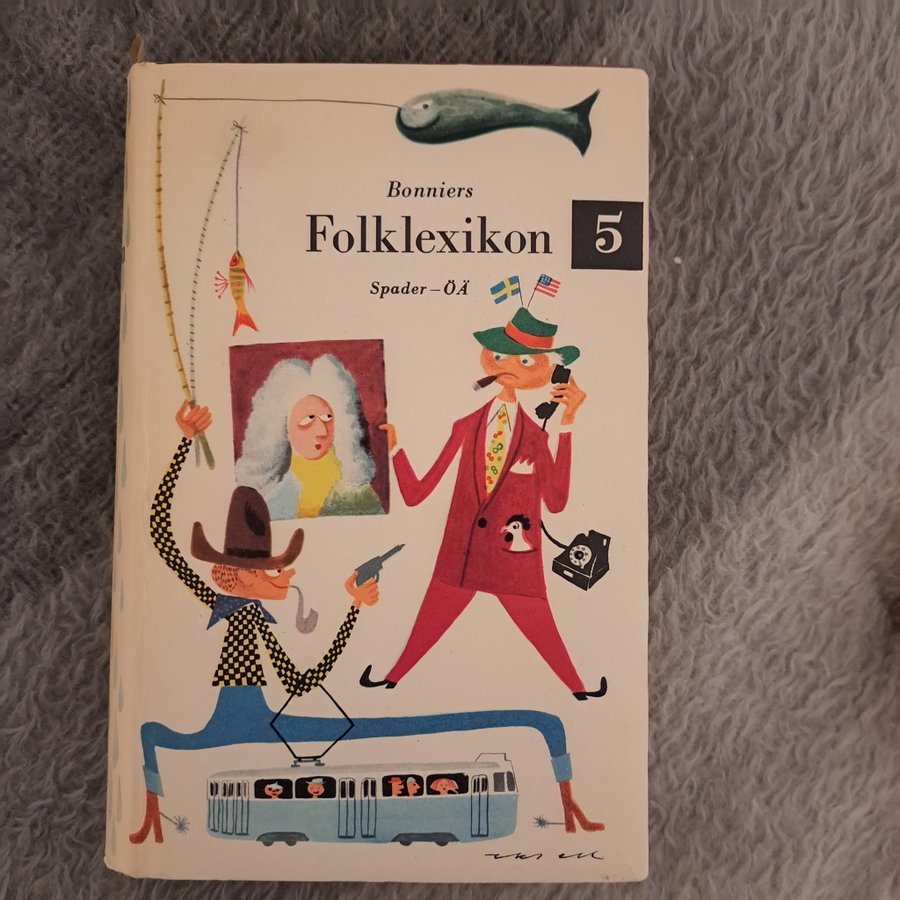 Bonniers
Folklexikon 5
Spader–ÖÄ